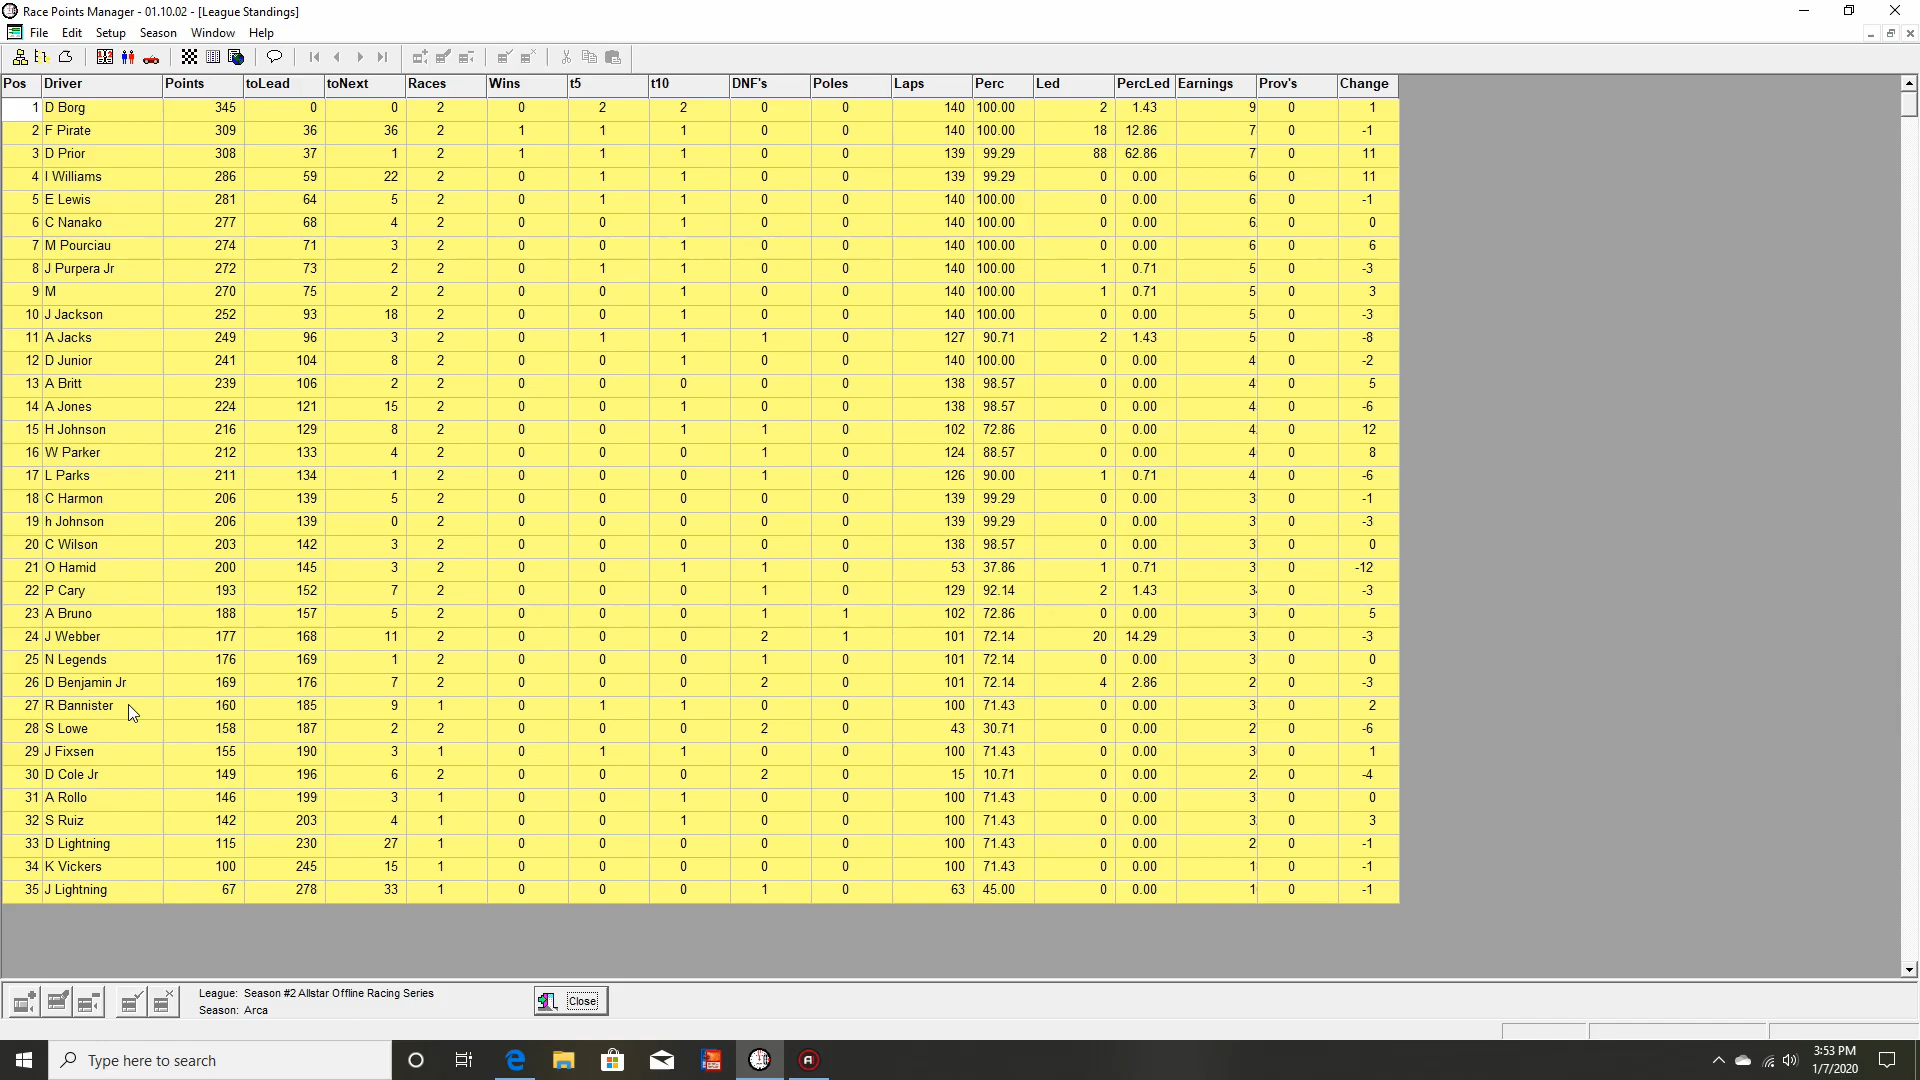 Race Points Manager - 01.10.02 - [League Standings]
File Edit Setup Season Window Help
Pos Driver Points toLead toNext Races Wins t5 t10 DNF's Poles Laps Perc Led PercLed Earnings Prov's Change
1 D Borg 345 0 0 2 0 2 2 0 0 140 100.00 2 1.43 9 0 1
2 F Pirate 309 36 36 2 1 1 1 0 0 140 100.00 18 12.86 7 0 -1
3 D Prior 308 37 1 2 1 1 1 0 0 139 99.29 88 62.86 7 0 11
4 I Williams 286 59 22 2 0 1 1 0 0 139 99.29 0 0.00 6 0 11
5 E Lewis 281 64 5 2 0 1 1 0 0 140 100.00 0 0.00 6 0 -1
6 C Nanako 277 68 4 2 0 0 1 0 0 140 100.00 0 0.00 6 0 0
7 M Pourciau 274 71 3 2 0 0 1 0 0 140 100.00 0 0.00 6 0 6
8 J Purpera Jr 272 73 2 2 0 1 1 0 0 140 100.00 1 0.71 5 0 -3
9 M 270 75 2 2 0 0 1 0 0 140 100.00 1 0.71 5 0 3
10 J Jackson 252 93 18 2 0 0 1 0 0 140 100.00 0 0.00 5 0 -3
11 A Jacks 249 96 3 2 0 1 1 1 0 127 90.71 2 1.43 5 0 -8
12 D Junior 241 104 8 2 0 0 1 0 0 140 100.00 0 0.00 4 0 -2
13 A Britt 239 106 2 2 0 0 0 0 0 138 98.57 0 0.00 4 0 5
14 A Jones 224 121 15 2 0 0 1 0 0 138 98.57 0 0.00 4 0 -6
15 H Johnson 216 129 8 2 0 0 1 1 0 102 72.86 0 0.00 4 0 12
16 W Parker 212 133 4 2 0 0 0 1 0 124 88.57 0 0.00 4 0 8
17 L Parks 211 134 1 2 0 0 0 1 0 126 90.00 1 0.71 4 0 -6
18 C Harmon 206 139 5 2 0 0 0 0 0 139 99.29 0 0.00 3 0 -1
19 h Johnson 206 139 0 2 0 0 0 0 0 139 99.29 0 0.00 3 0 -3
20 C Wilson 203 142 3 2 0 0 0 0 0 138 98.57 0 0.00 3 0 0
21 O Hamid 200 145 3 2 0 0 1 1 0 53 37.86 1 0.71 3 0 -12
22 P Cary 193 152 7 2 0 0 0 1 0 129 92.14 2 1.43 3 0 -3
23 A Bruno 188 157 5 2 0 0 0 1 1 102 72.86 0 0.00 3 0 5
24 J Webber 177 168 11 2 0 0 0 2 1 101 72.14 20 14.29 3 0 -3
25 N Legends 176 169 1 2 0 0 0 1 0 101 72.14 0 0.00 3 0 0
26 D Benjamin Jr 169 176 7 2 0 0 0 2 0 101 72.14 4 2.86 2 0 -3
27 R Bannister 160 185 9 1 0 1 1 0 0 100 71.43 0 0.00 3 0 2
28 S Lowe 158 187 2 2 0 0 0 2 0 43 30.71 0 0.00 2 0 -6
29 J Fixsen 155 190 3 1 0 1 1 0 0 100 71.43 0 0.00 3 0 1
30 D Cole Jr 149 196 6 2 0 0 0 2 0 15 10.71 0 0.00 2 0 -4
31 A Rollo 146 199 3 1 0 0 1 0 0 100 71.43 0 0.00 3 0 0
32 S Ruiz 142 203 4 1 0 0 1 0 0 100 71.43 0 0.00 3 0 3
33 D Lightning 115 230 27 1 0 0 0 0 0 100 71.43 0 0.00 2 0 -1
34 K Vickers 100 245 15 1 0 0 0 0 0 100 71.43 0 0.00 1 0 -1
35 J Lightning 67 278 33 1 0 0 0 1 0 63 45.00 0 0.00 1 0 -1
League: Season #2 Allstar Offline Racing Series
Season: Arca
Close
Type here to search
3:53 PM
1/7/2020